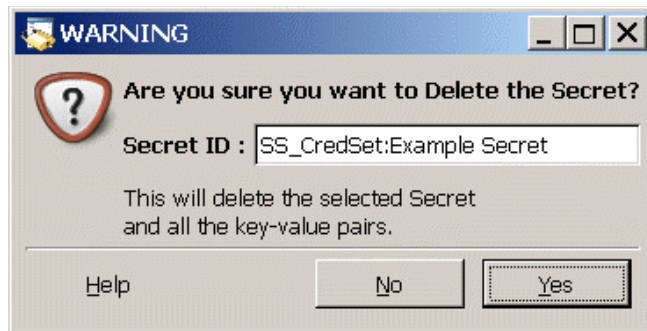 WARNING
Are you sure you want to Delete the Secret?
Secret ID : SS_CredSet:Example Secret
This will delete the selected Secret
and all the key-value pairs.
Help No Yes